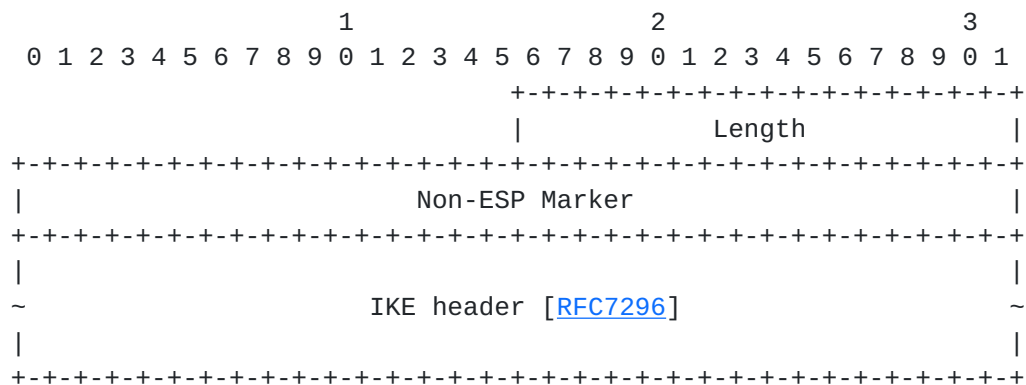 1                   2                   3
 0 1 2 3 4 5 6 7 8 9 0 1 2 3 4 5 6 7 8 9 0 1 2 3 4 5 6 7 8 9 0 1
                                +-+-+-+-+-+-+-+-+-+-+-+-+-+-+-+-+
                                |            Length             |
+-+-+-+-+-+-+-+-+-+-+-+-+-+-+-+-+-+-+-+-+-+-+-+-+-+-+-+-+-+-+-+-+
|                         Non-ESP Marker                        |
+-+-+-+-+-+-+-+-+-+-+-+-+-+-+-+-+-+-+-+-+-+-+-+-+-+-+-+-+-+-+-+-+
|                                                               |
~                      IKE header [RFC7296]                     ~
|                                                               |
+-+-+-+-+-+-+-+-+-+-+-+-+-+-+-+-+-+-+-+-+-+-+-+-+-+-+-+-+-+-+-+-+